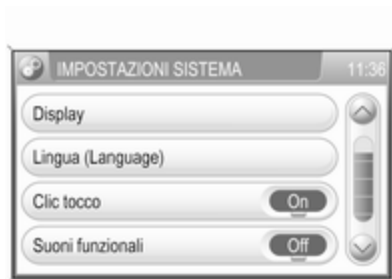 IMPOSTAZIONI SISTEMA 11:36
Display
Lingua (Language)
Clic tocco On
Suoni funzionali Off